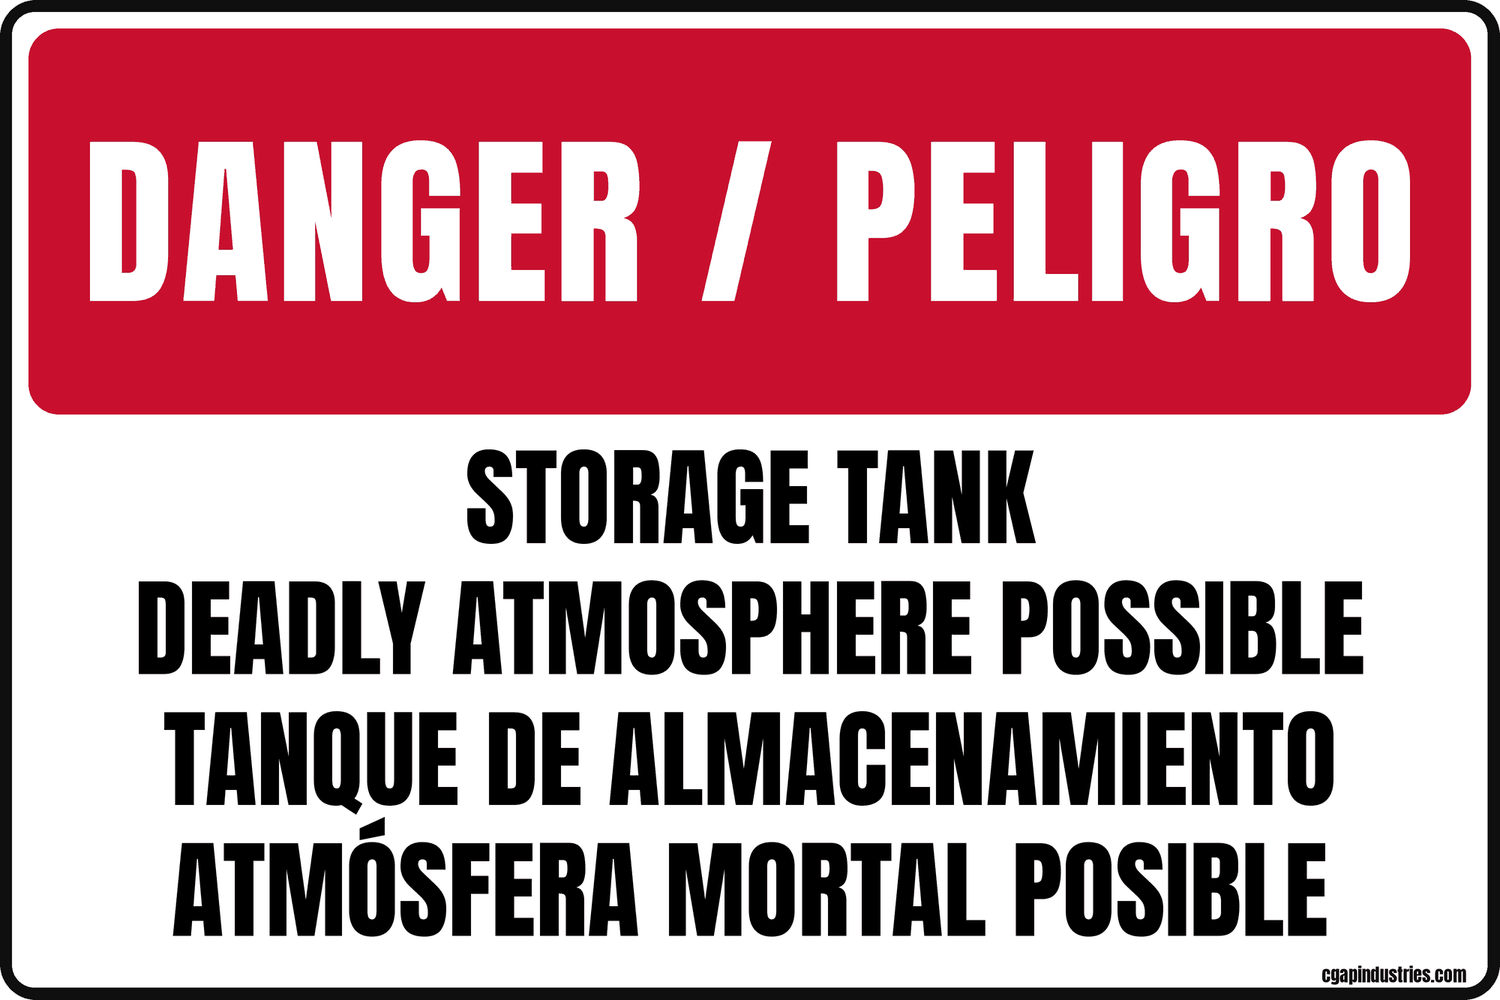 DANGER / PELIGRO
STORAGE TANK
DEADLY ATMOSPHERE POSSIBLE
TANQUE DE ALMACENAMIENTO
ATMÓSFERA MORTAL POSIBLE
cgapindustries.com